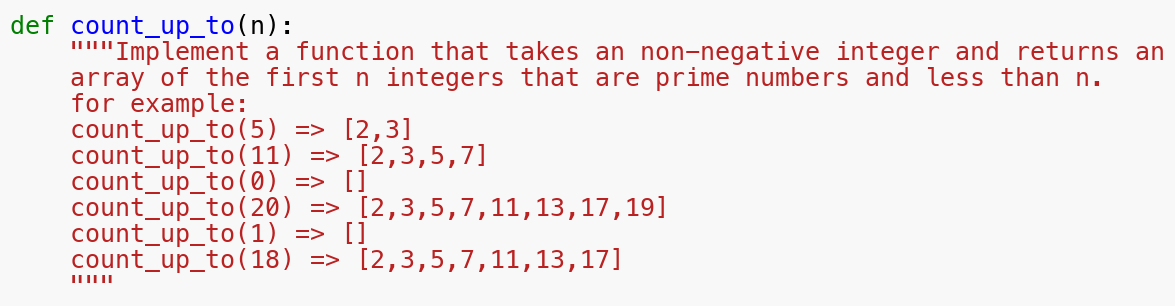 def count_up_to(n):
    """Implement a function that takes an non-negative integer and returns an
    array of the first n integers that are prime numbers and less than n.
    for example:
    count_up_to(5) => [2,3]
    count_up_to(11) => [2,3,5,7]
    count_up_to(0) => []
    count_up_to(20) => [2,3,5,7,11,13,17,19]
    count_up_to(1) => []
    count_up_to(18) => [2,3,5,7,11,13,17]
    """